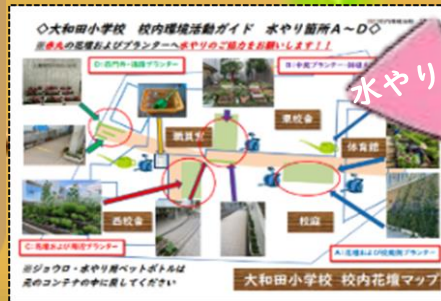 ◇大和田小学校 校内環境活動ガイド 水やり箇所A～D◇
※赤丸の花壇およびプランターへ水やりのご協力をお願いします！！
水やり
D:西門外・通路プランター
B:中庭プランター
東校舎
職員室
体育館
西校舎
校庭
C:花壇および周辺プランター
A:花壇および校庭側プランター
※ジョウロ・水やり用ペットボトルは
元のコンテナの中に戻してください
大和田小学校 校内花壇マップ